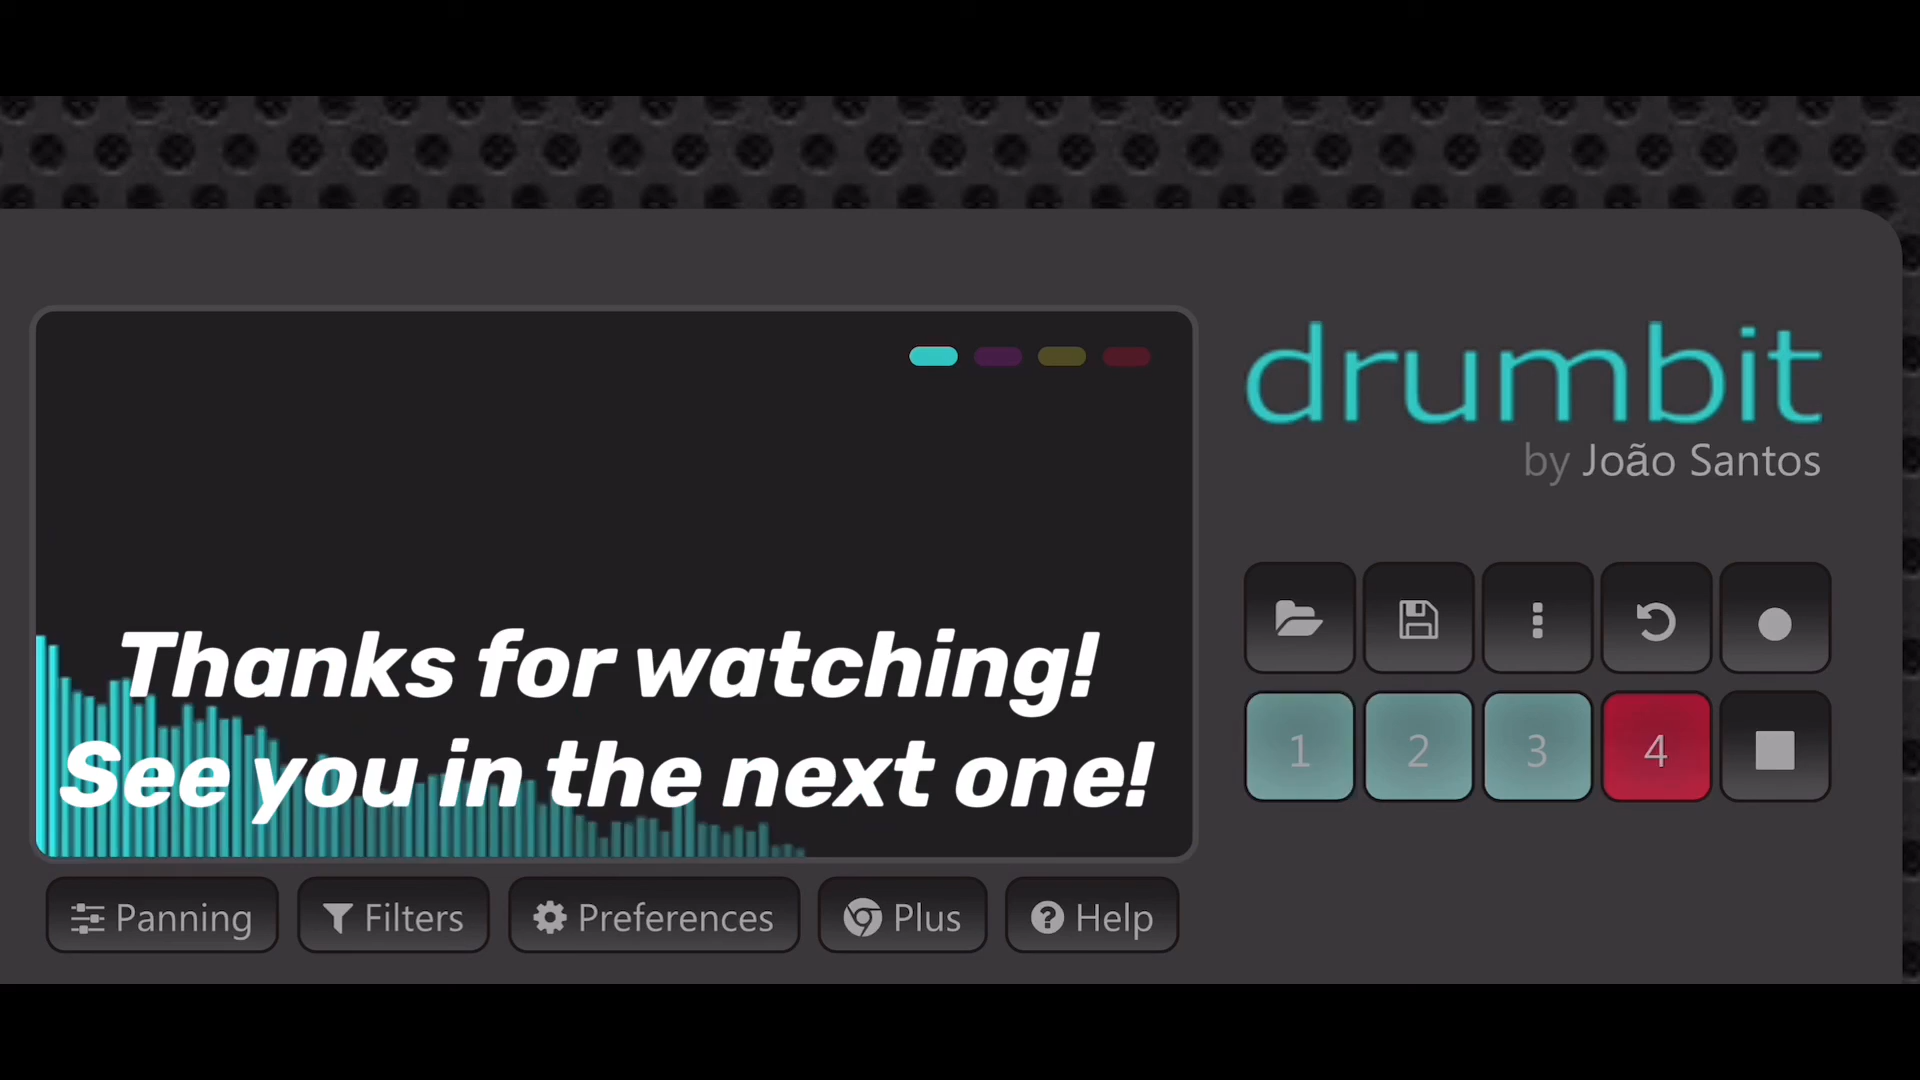 drumbit
by João Santos
Thanks for watching!
See you in the next one!
1 2 3 4
Panning Filters Preferences Plus Help